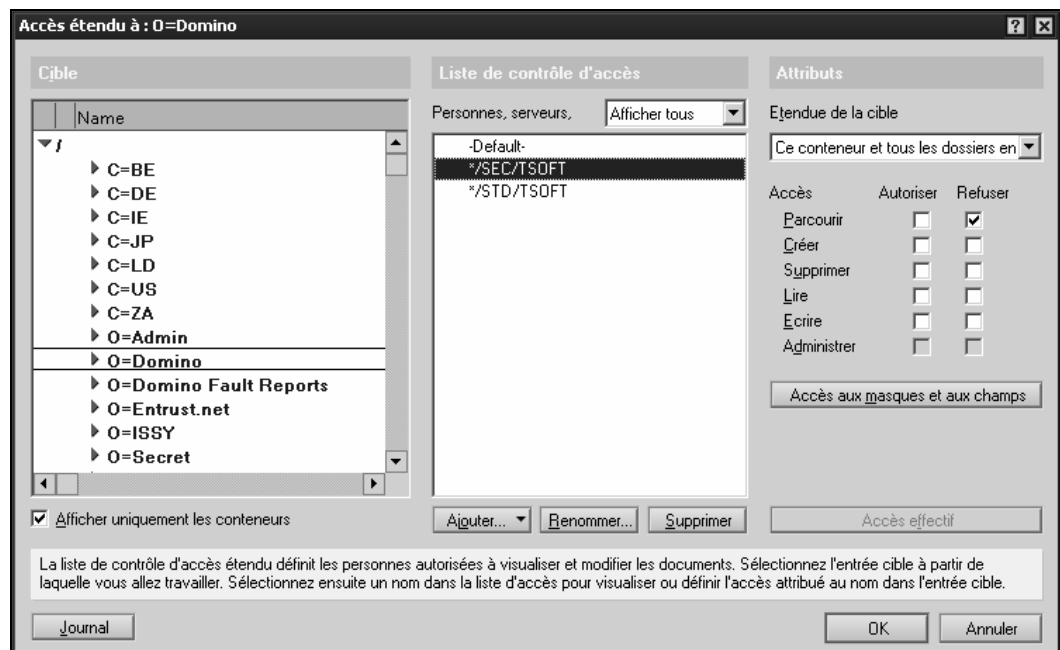 Accès étendu à : O=Domino
Cible
Name
/
C=BE
C=DE
C=IE
C=JP
C=LD
C=US
C=ZA
O=Admin
O=Domino
O=Domino Fault Reports
O=Entrust.net
O=ISSY
O=Secret
Afficher uniquement les conteneurs
Liste de contrôle d'accès
Personnes, serveurs, Afficher tous
-Default-
*/SEC/TSOFT
*/STD/TSOFT
Ajouter... Renommer... Supprimer
Attributs
Etendue de la cible
Ce conteneur et tous les dossiers en
Accès Autoriser Refuser
Parcourir
Créer
Supprimer
Lire
Ecrire
Administrer
Accès aux masques et aux champs
Accès effectif
La liste de contrôle d'accès étendu définit les personnes autorisées à visualiser et modifier les documents. Sélectionnez l'entrée cible à partir de
laquelle vous allez travailler. Sélectionnez ensuite un nom dans la liste d'accès pour visualiser ou définir l'accès attribué au nom dans l'entrée cible.
Journal
OK Annuler